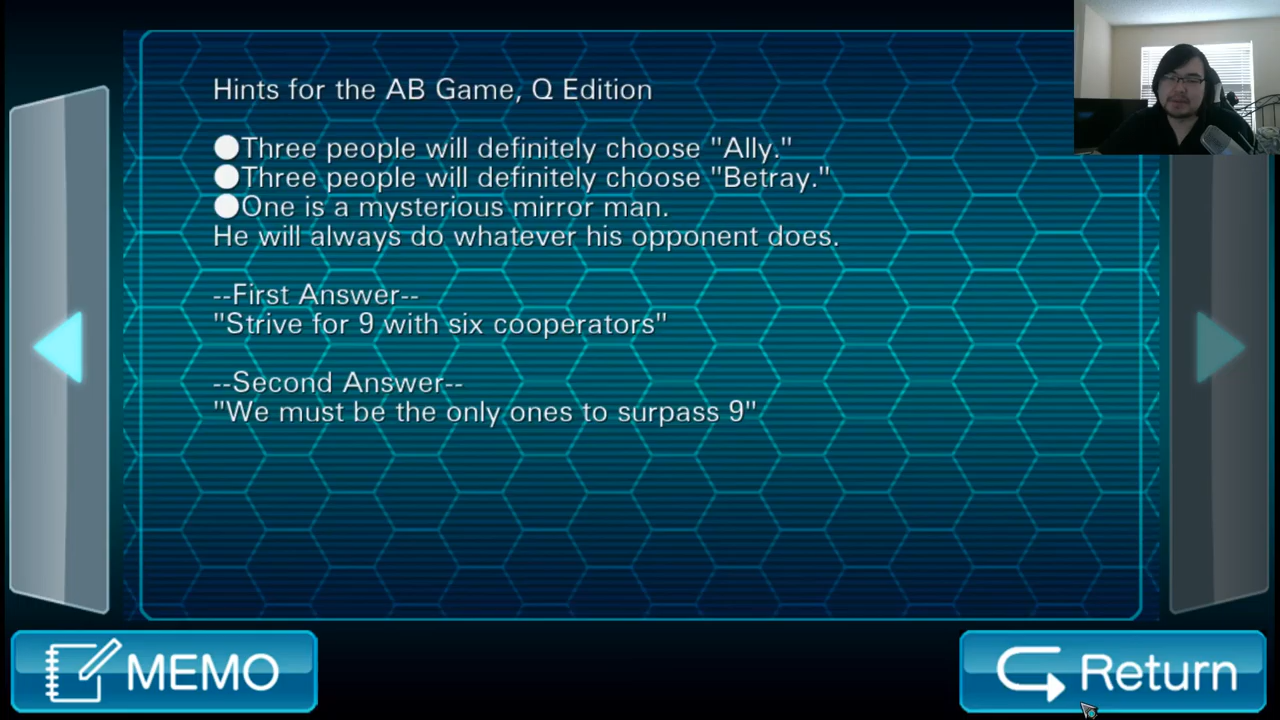 Hints for the AB Game, Q Edition
●Three people will definitely choose "Ally."
●Three people will definitely choose "Betray."
●One is a mysterious mirror man.
He will always do whatever his opponent does.
--First Answer--
"Strive for 9 with six cooperators"
--Second Answer--
"We must be the only ones to surpass 9"
MEMO
Return